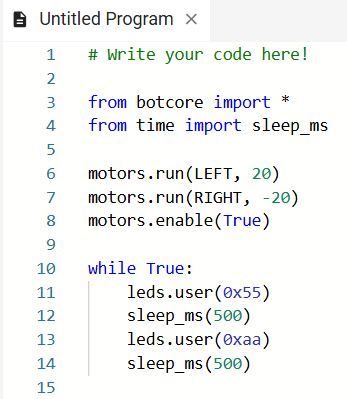 Untitled Program ×
1 # Write your code here!
2
3 from botcore import *
4 from time import sleep_ms
5
6 motors.run(LEFT, 20)
7 motors.run(RIGHT, -20)
8 motors.enable(True)
9
10 while True:
11     leds.user(0x55)
12     sleep_ms(500)
13     leds.user(0xaa)
14     sleep_ms(500)
15